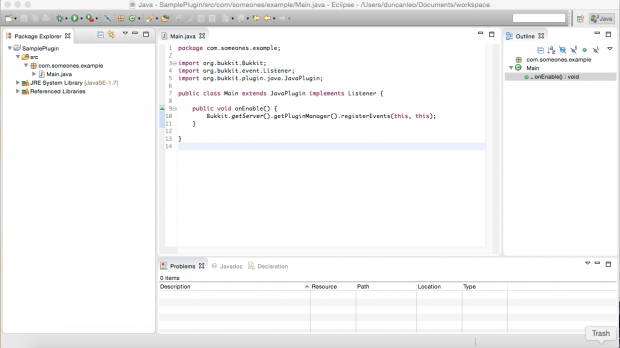 Java - SamplePlugin/src/com/someones/example/Main.java - Eclipse - /Users/duncanleo/Documents/workspace
Java
Package Explorer
SamplePlugin
src
com.someones.example
Main.java
JRE System Library [JavaSE-1.7]
Referenced Libraries
Main.java
1 package com.someones.example;
2
3 import org.bukkit.Bukkit;
4 import org.bukkit.event.Listener;
5 import org.bukkit.plugin.java.JavaPlugin;
6
7 public class Main extends JavaPlugin implements Listener {
8
9 public void onEnable() {
10 Bukkit.getServer().getPluginManager().registerEvents(this, this);
11 }
12
13 }
14
Outline
com.someones.example
Main
onEnable() : void
Problems Javadoc Declaration
0 items
Description Resource Path Location Type
Trash